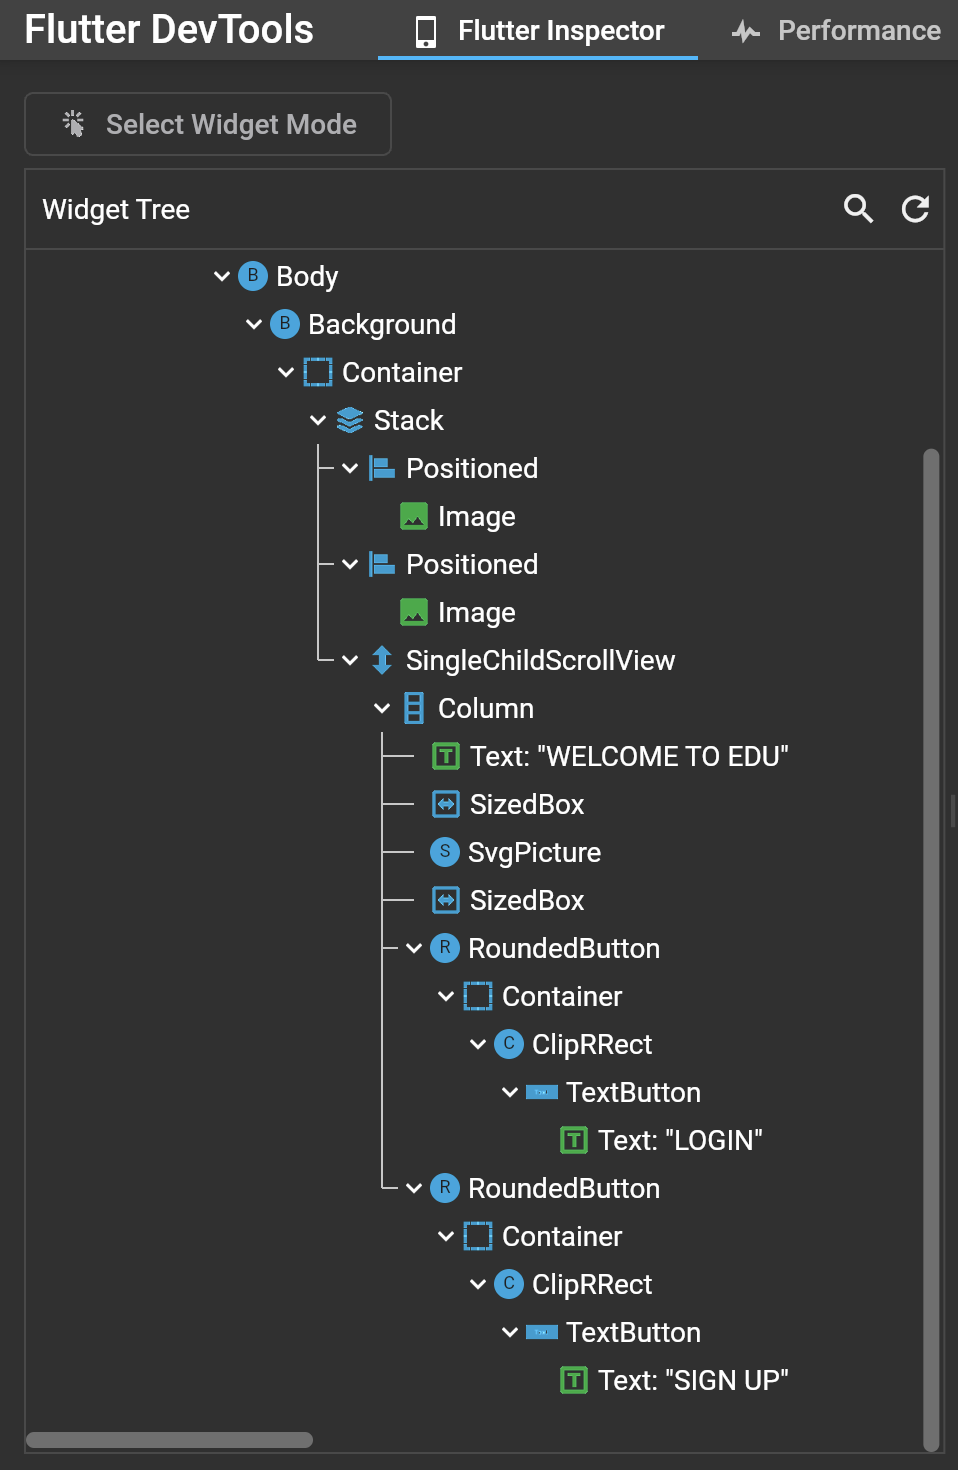 Flutter DevTools Flutter Inspector Performance
Select Widget Mode
Widget Tree
B Body
B Background
Container
Stack
Positioned
Image
Positioned
Image
SingleChildScrollView
Column
T Text: "WELCOME TO EDU"
SizedBox
S SvgPicture
SizedBox
R RoundedButton
Container
C ClipRRect
TextButton
T Text: "LOGIN"
R RoundedButton
Container
C ClipRRect
TextButton
T Text: "SIGN UP"